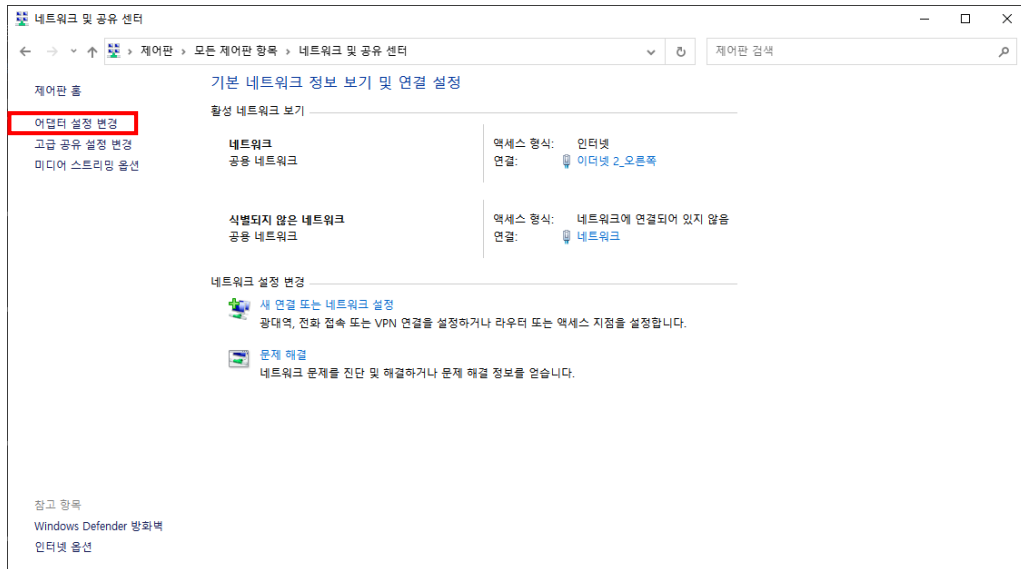 네트워크 및 공유 센터
제어판 › 모든 제어판 항목 › 네트워크 및 공유 센터
제어판 검색
제어판 홈
어댑터 설정 변경
고급 공유 설정 변경
미디어 스트리밍 옵션
기본 네트워크 정보 보기 및 연결 설정
활성 네트워크 보기
네트워크
공용 네트워크
액세스 형식: 인터넷
연결: 이더넷 2_오른쪽
식별되지 않은 네트워크
공용 네트워크
액세스 형식: 네트워크에 연결되어 있지 않음
연결: 네트워크
네트워크 설정 변경
새 연결 또는 네트워크 설정
광대역, 전화 접속 또는 VPN 연결을 설정하거나 라우터 또는 액세스 지점을 설정합니다.
문제 해결
네트워크 문제를 진단 및 해결하거나 문제 해결 정보를 얻습니다.
참고 항목
Windows Defender 방화벽
인터넷 옵션